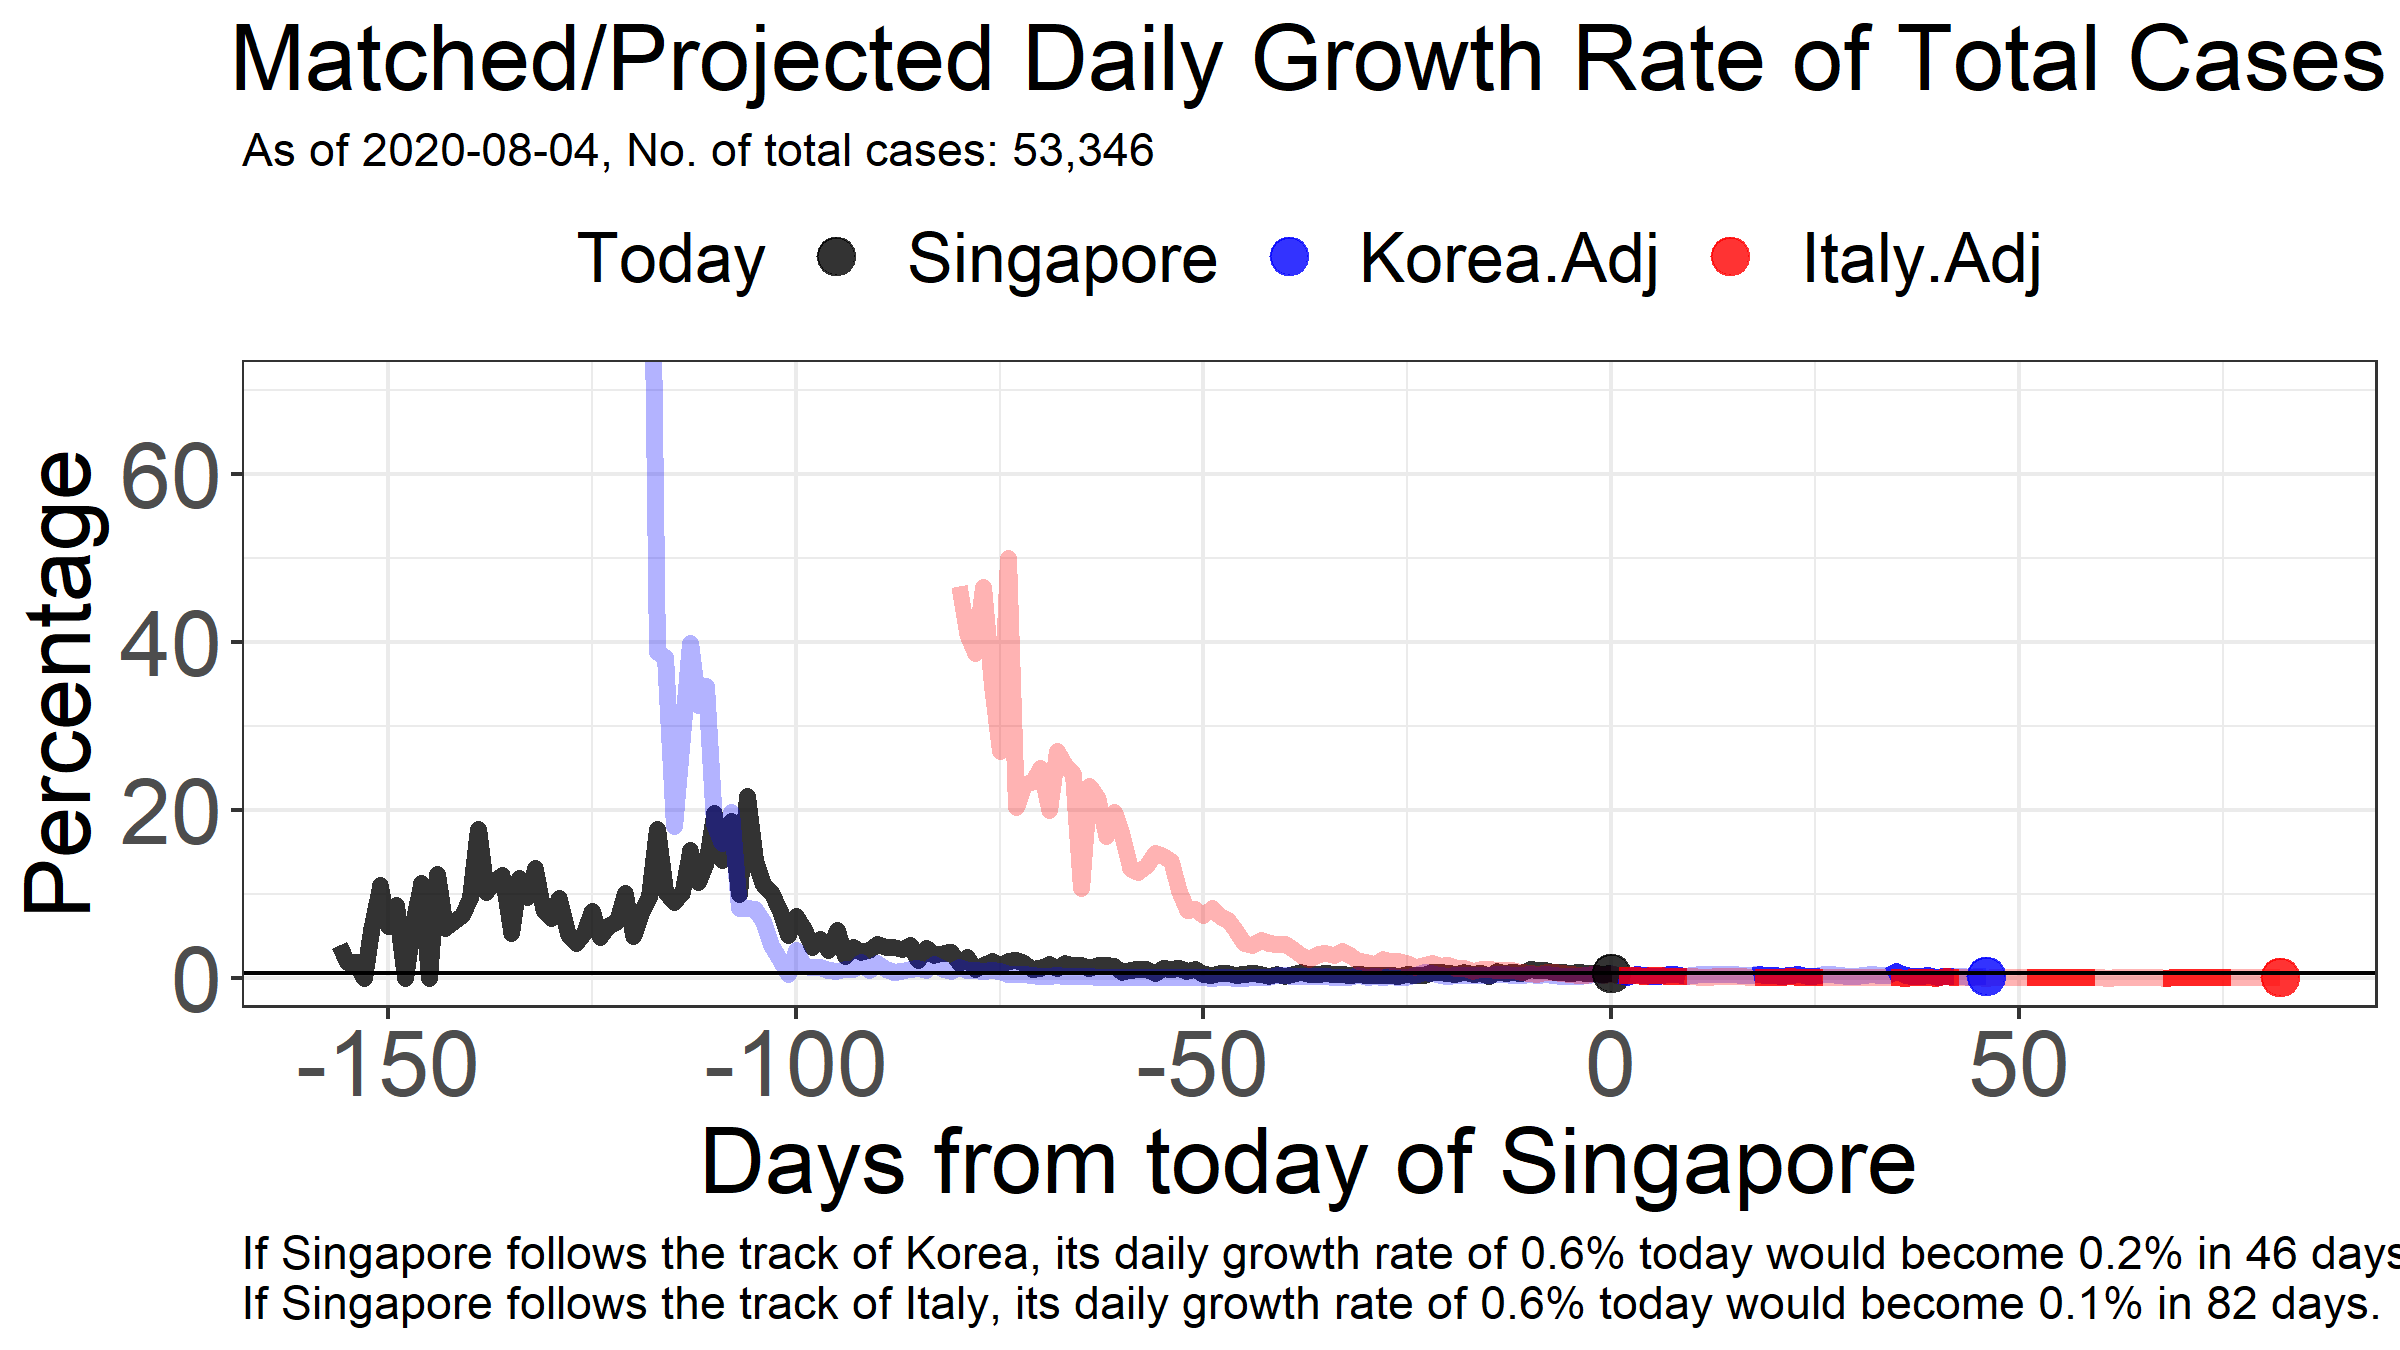 Matched/Projected Daily Growth Rate of Total Cases
As of 2020-08-04, No. of total cases: 53,346
Today Singapore Korea.Adj Italy.Adj
Percentage
60
40
20
0
-150 -100 -50 0 50
Days from today of Singapore
If Singapore follows the track of Korea, its daily growth rate of 0.6% today would become 0.2% in 46 days
If Singapore follows the track of Italy, its daily growth rate of 0.6% today would become 0.1% in 82 days.